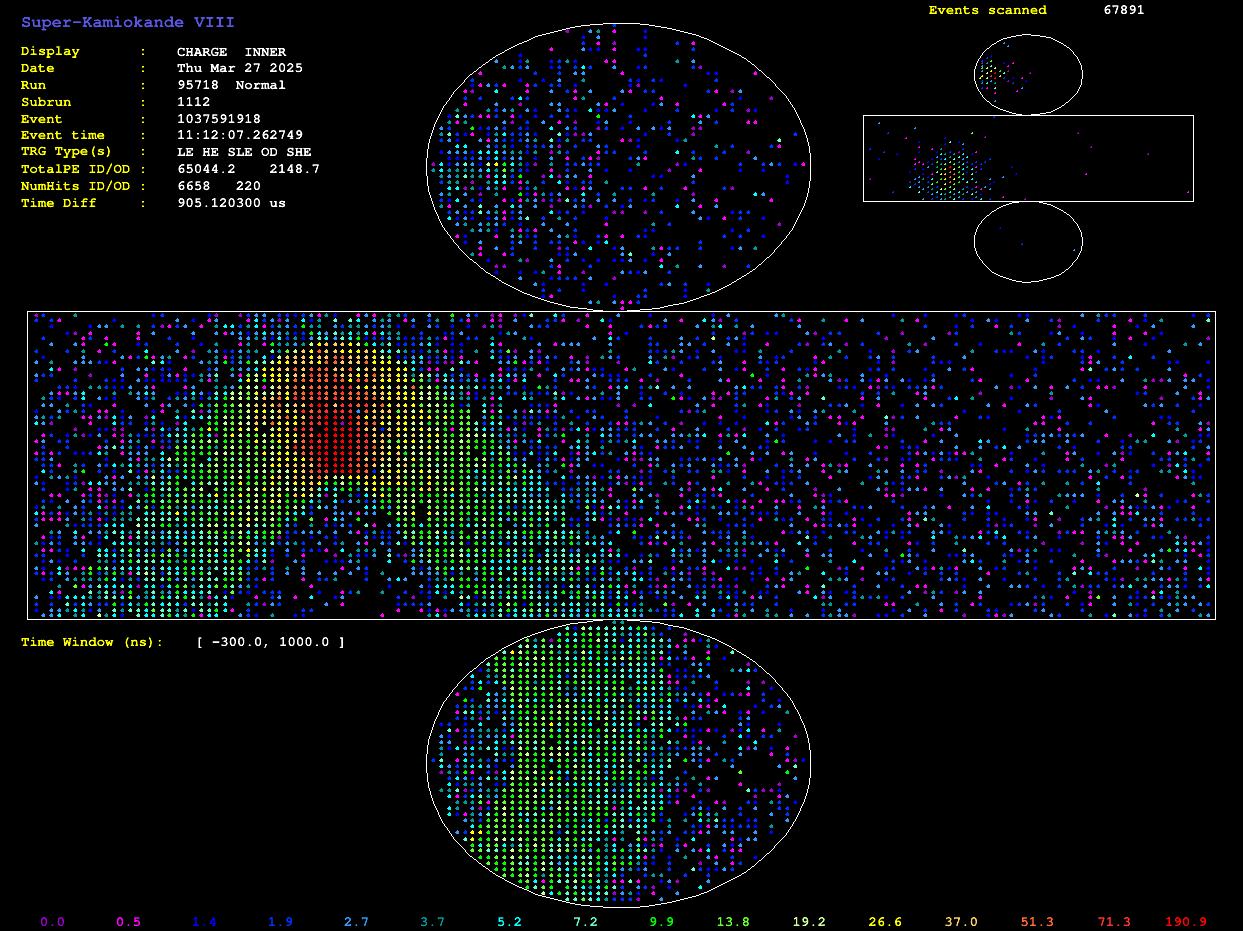 Super-Kamiokande VIII
Events scanned 67891
Display : CHARGE INNER
Date : Thu Mar 27 2025
Run : 95718 Normal
Subrun : 1112
Event : 1037591918
Event time : 11:12:07.262749
TRG Type(s) : LE HE SLE OD SHE
TotalPE ID/OD : 65044.2 2148.7
NumHits ID/OD : 6658 220
Time Diff : 905.120300 us
Time Window (ns): [ -300.0, 1000.0 ]
0.0 0.5 1.4 1.9 2.7 3.7 5.2 7.2 9.9 13.8 19.2 26.6 37.0 51.3 71.3 190.9